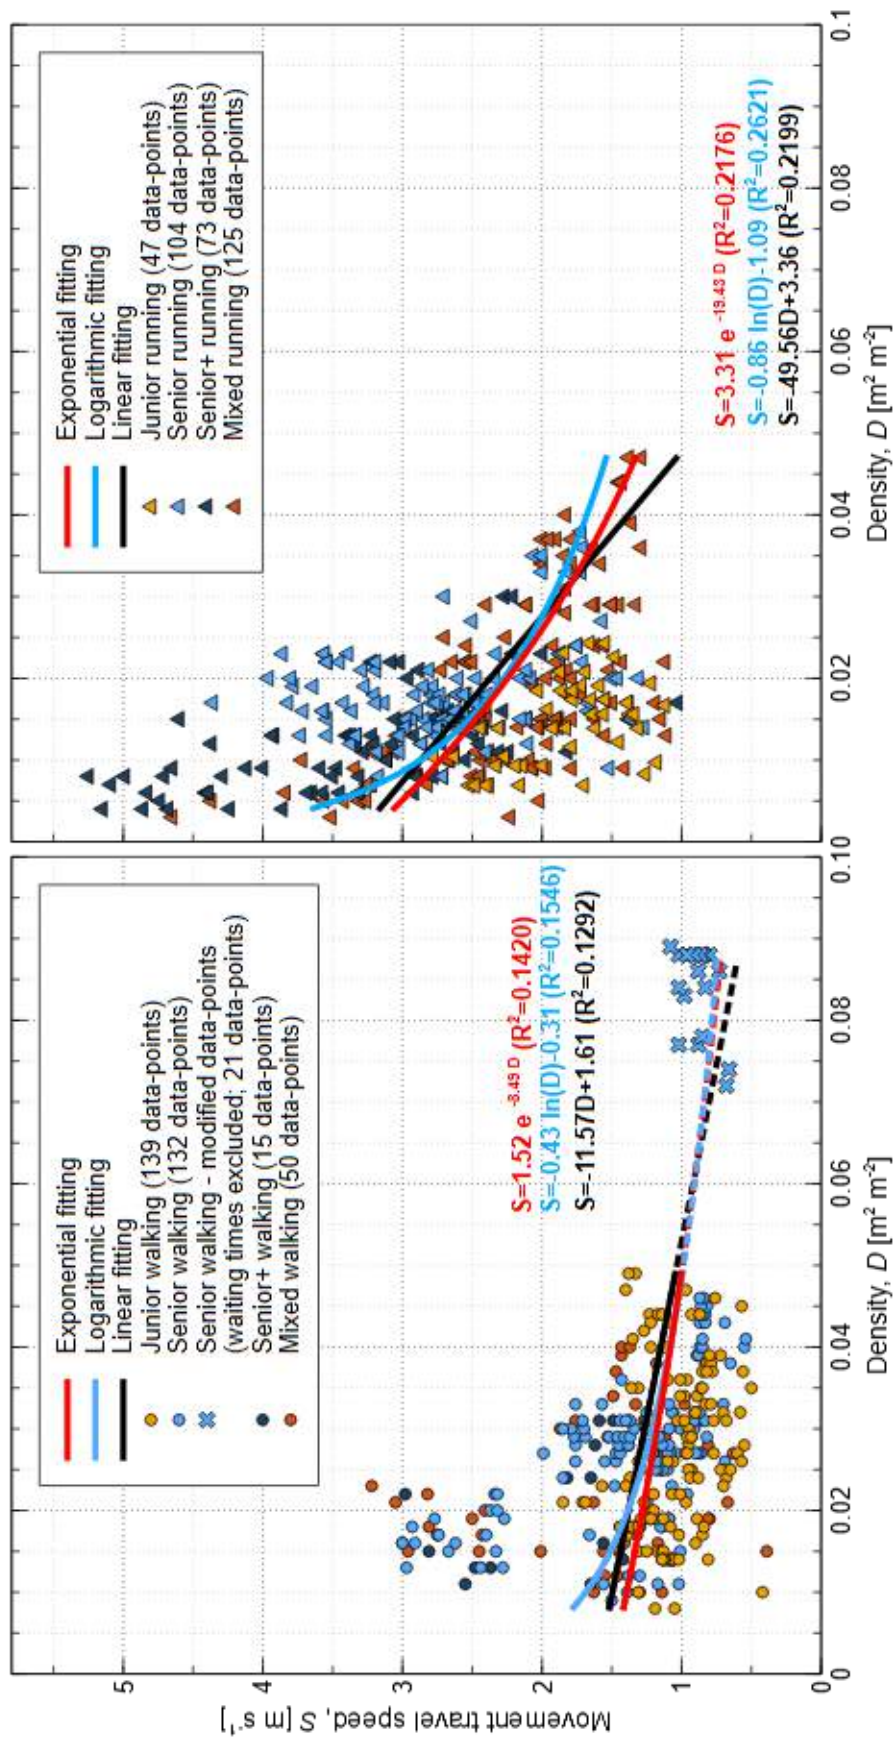 Movement travel speed, S [m s⁻¹]
5
4
3
2
1
0
Exponential fitting
Logarithmic fitting
Linear fitting
Junior walking (139 data-points)
Senior walking (132 data-points)
Senior walking - modified data-points
(waiting times excluded; 21 data-points)
Senior+ walking (15 data-points)
Mixed walking (50 data-points)
S=1.52 e ⁻⁸·⁴⁹ ᴰ (R²=0.1420)
S=-0.43 ln(D)-0.31 (R²=0.1546)
S=-11.57D+1.61 (R²=0.1292)
0 0.02 0.04 0.06 0.08 0.10
Density, D [m² m⁻²]
Exponential fitting
Logarithmic fitting
Linear fitting
Junior running (47 data-points)
Senior running (104 data-points)
Senior+ running (73 data-points)
Mixed running (125 data-points)
S=3.31 e ⁻¹⁹·⁴³ ᴰ (R²=0.2176)
S=-0.86 ln(D)-1.09 (R²=0.2621)
S=-49.56D+3.36 (R²=0.2199)
0.02 0.04 0.06 0.08 0.1
Density, D [m² m⁻²]